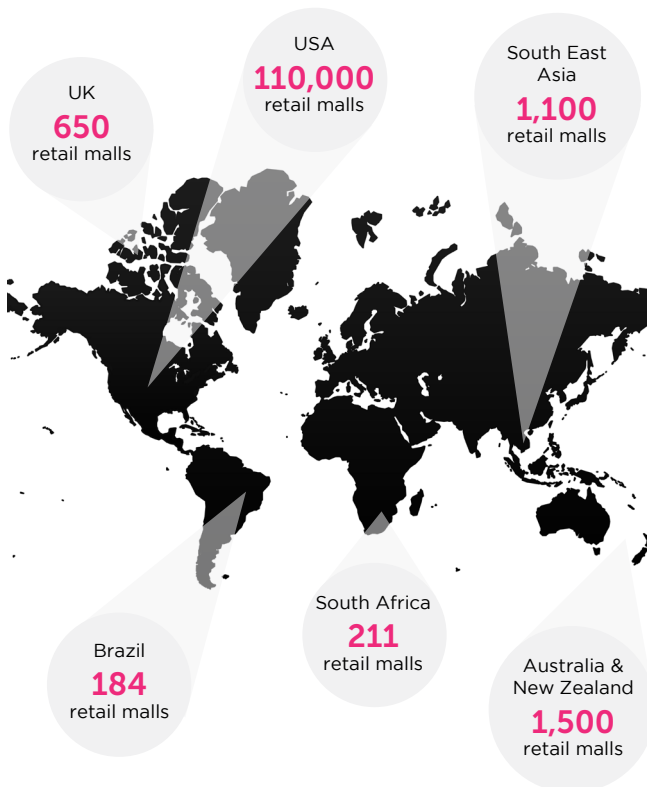 USA
110,000
retail malls
South East
Asia
1,100
retail malls
UK
650
retail malls
South Africa
211
retail malls
Brazil
184
retail malls
Australia &
New Zealand
1,500
retail malls